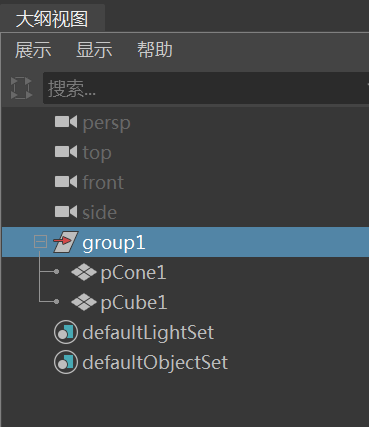 大纲视图
展示 显示 帮助
搜索...
persp
top
front
side
group1
pCone1
pCube1
defaultLightSet
defaultObjectSet